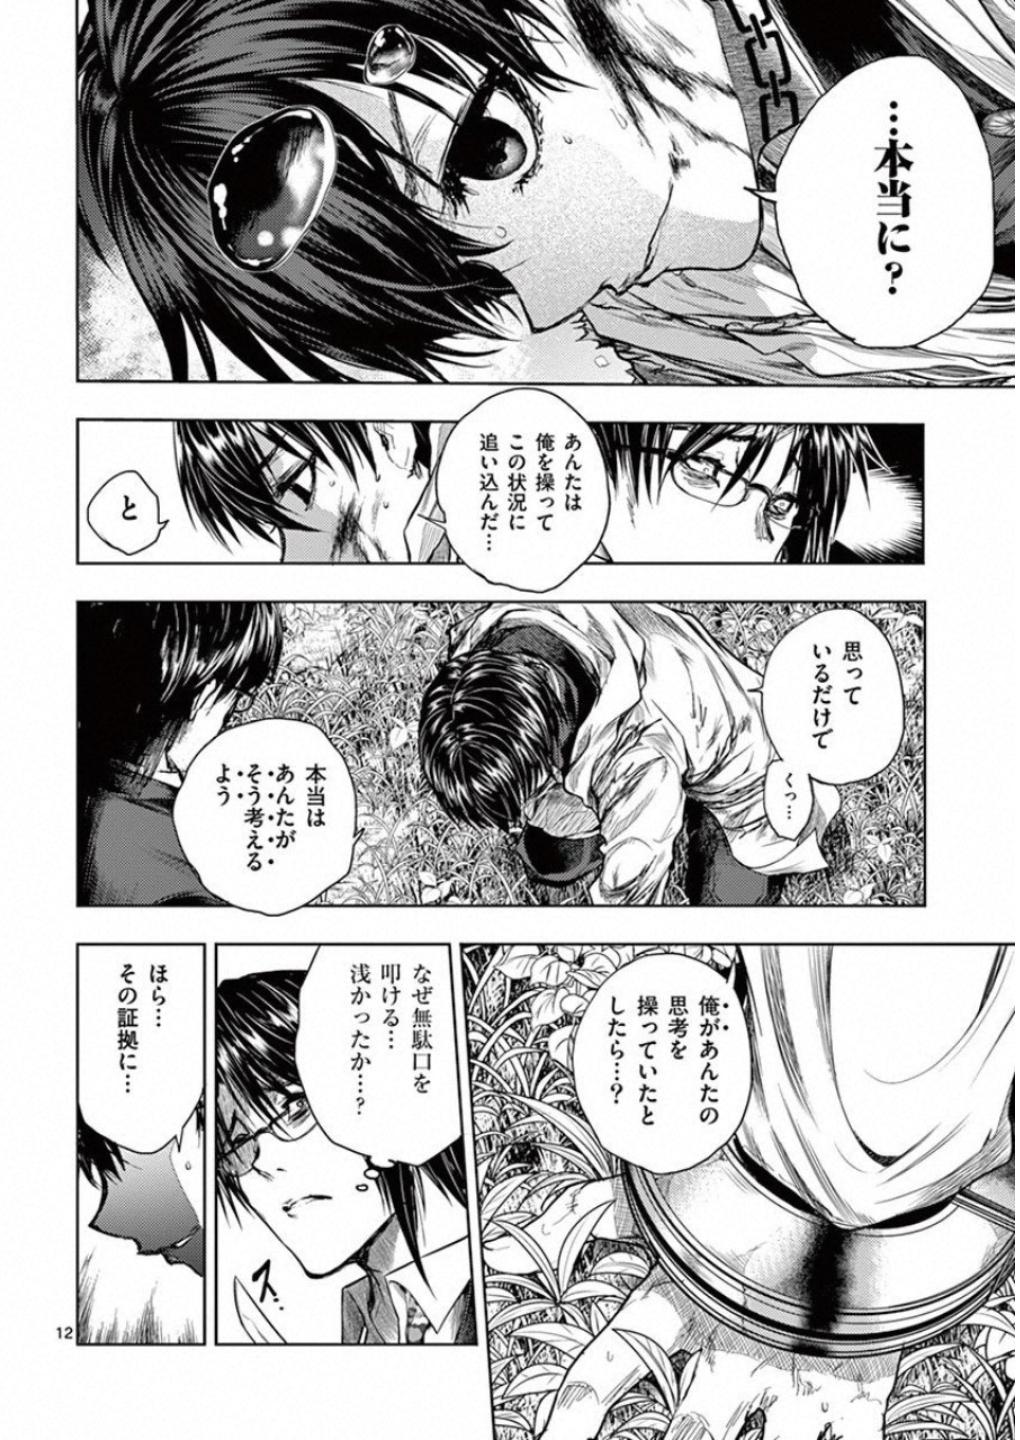 …本当に？
あんたは
俺を操って
この状況に
追い込んだ…
と
思って
いるだけで
くっ…
本当は
あんたが
そう考える
よう
俺があんたの
思考を
操っていたと
したら…？
なぜ無駄口を
叩ける…
浅かったか…？
ス
ほら…
その証拠に…
12